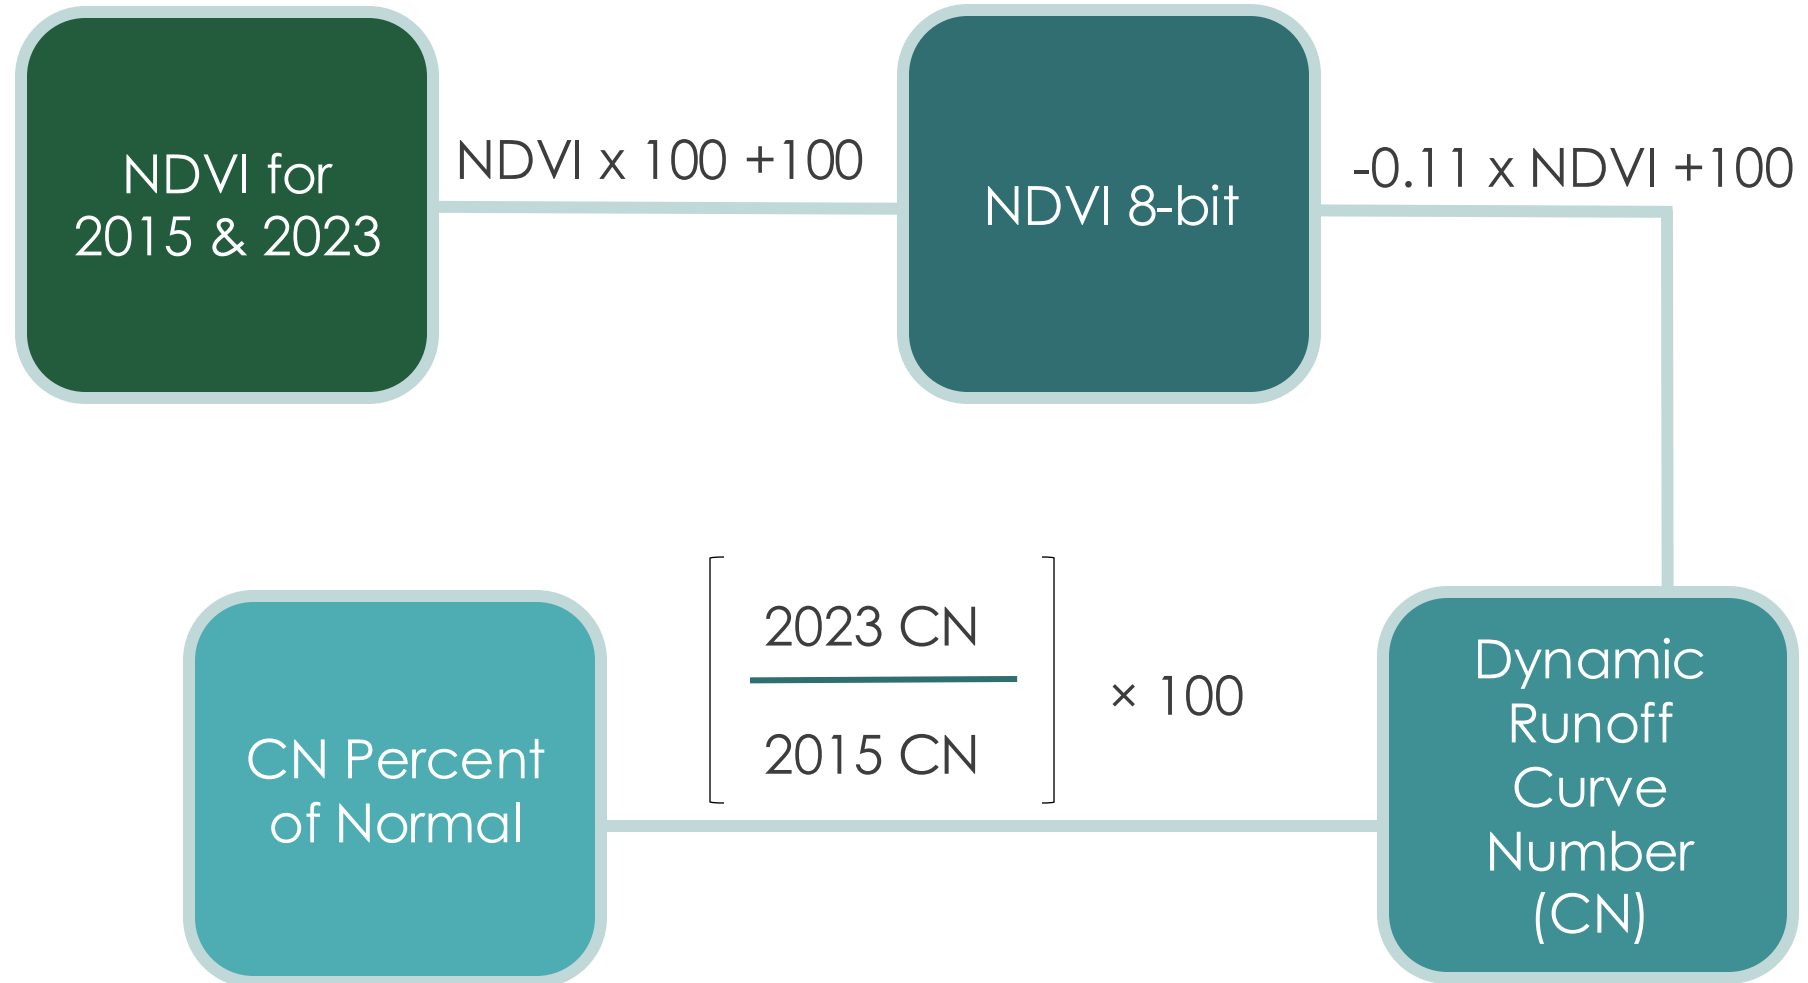 NDVI for
2015 & 2023
NDVI x 100 +100
NDVI 8-bit
-0.11 x NDVI +100
Dynamic
Runoff
Curve
Number
(CN)
2023 CN
2015 CN
× 100
CN Percent
of Normal